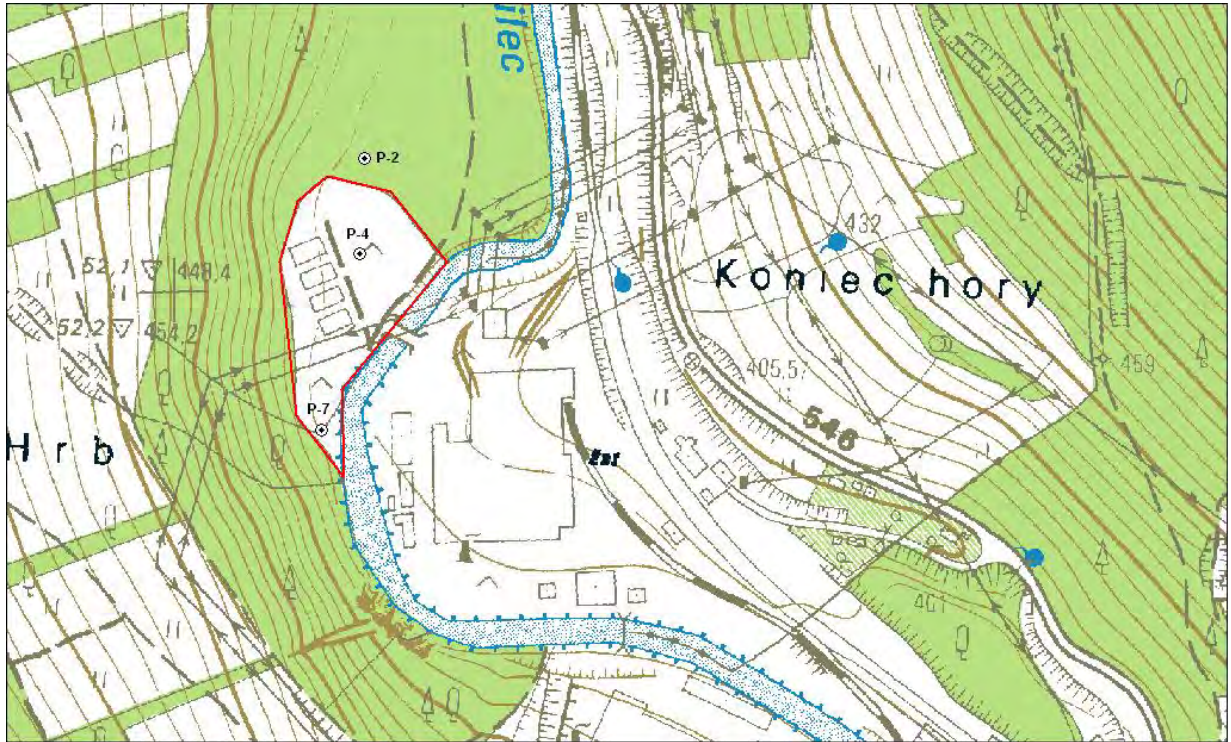 ilec
P-2
432
P-4
Koniec hory
52,1 448,4
52,2 454,2
459
405,57
P-7
546
Hrb
žsr
401